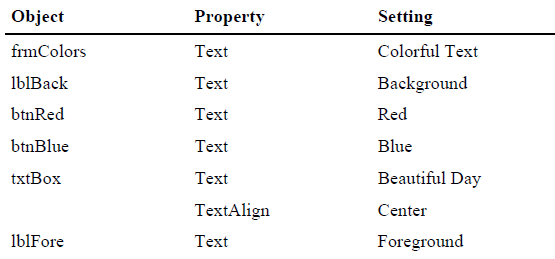 Object Property Setting
frmColors Text Colorful Text
lblBack Text Background
btnRed Text Red
btnBlue Text Blue
txtBox Text Beautiful Day
TextAlign Center
lblFore Text Foreground